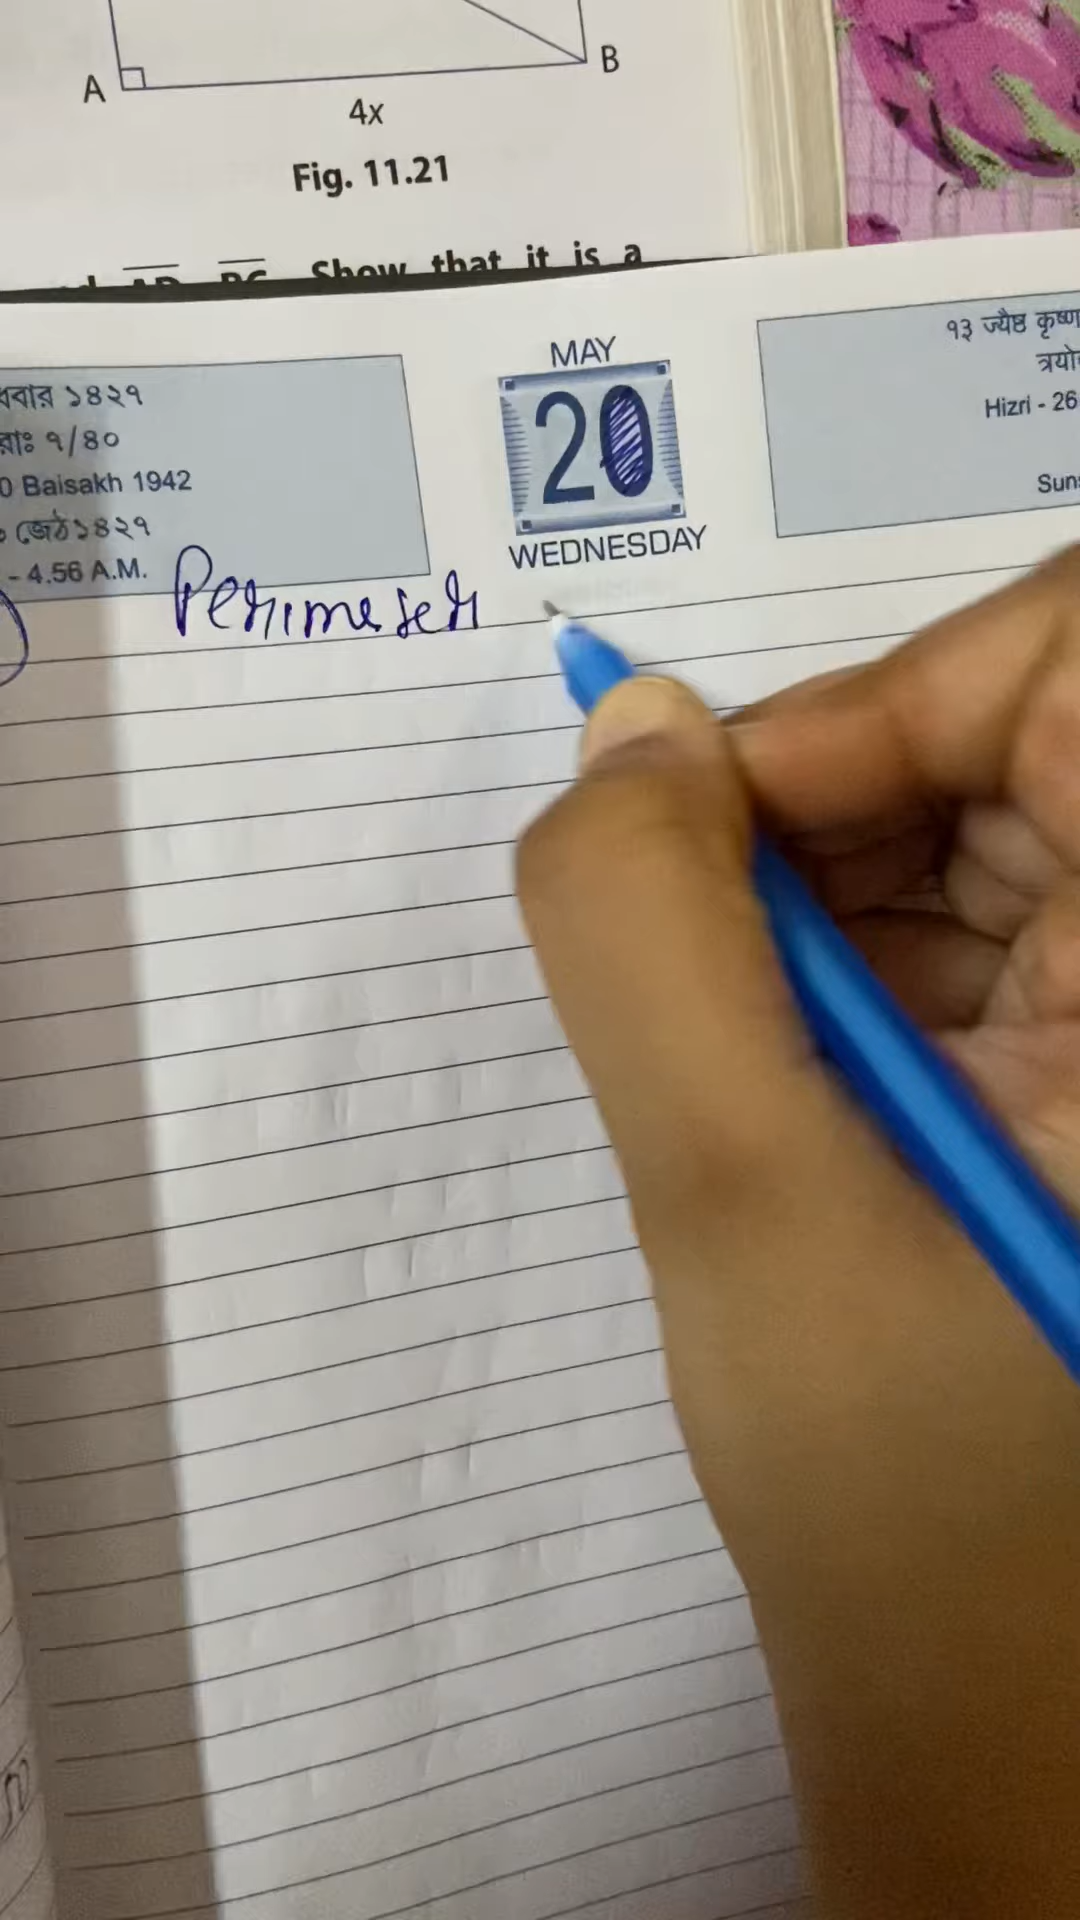 A
B
4x
Fig. 11.21
Show that it is a
১৪২৭
৭/৪০
0 Baisakh 1942
জ্যৈষ্ঠ ১৪২৭
- 4.56 A.M.
MAY
20
WEDNESDAY
१३ ज्यैष्ठ कृष्ण
त्रयो
Hizri - 26
Sun
Perimeter